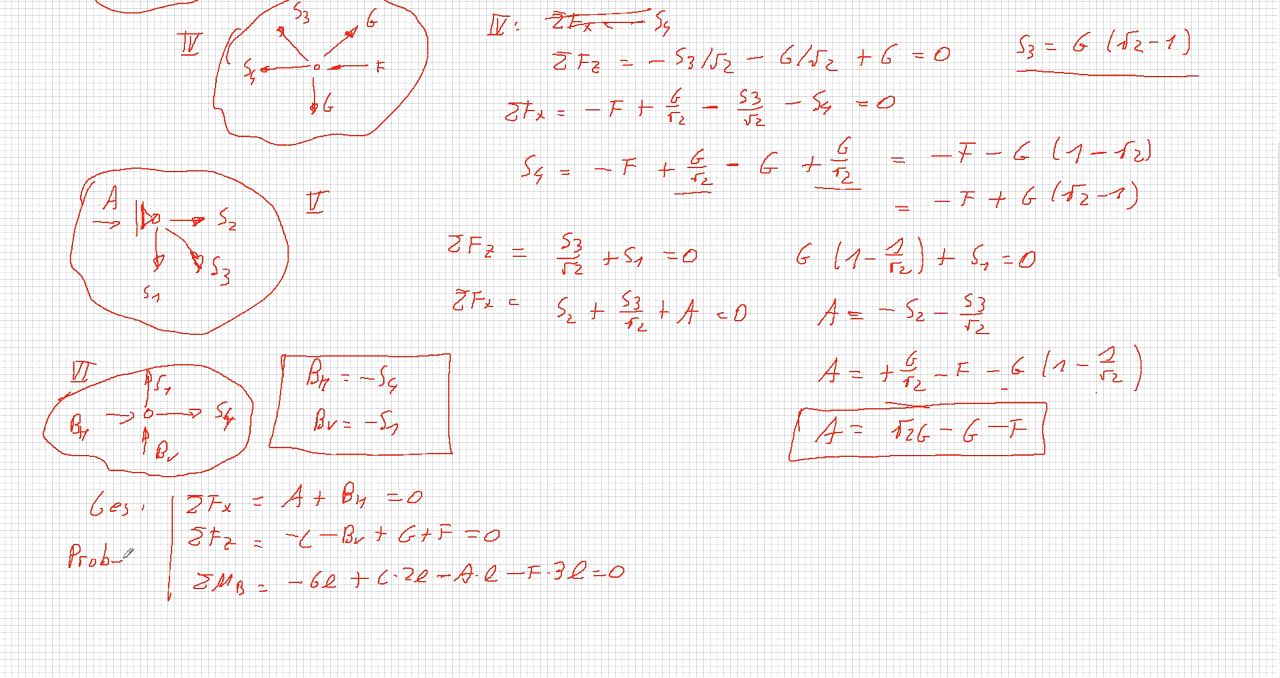 IV
S3
G
S4
F
G
IV: ΣFx = S4
ΣFz = -S3/√2 - G/√2 + G = 0
S3 = G (√2-1)
ΣFx = -F + G/√2 - S3/√2 - S4 = 0
S4 = -F + G/√2 - G + G/√2 = -F - G (1-√2)
= -F + G (√2-1)
V
A
S2
S3
S1
ΣFz = S3/√2 + S1 = 0
G (1 - 1/√2) + S1 = 0
ΣFx = S2 + S3/√2 + A = 0
A = -S2 - S3/√2
A = + G/√2 - F - G (1 - 1/√2)
A = √2G - G - F
VI
S1
BH
S4
BV
BH = -S4
BV = -S1
Ges.
ΣFx = A + BH = 0
ΣFz = -C - BV + G + F = 0
Prob
ΣMB = -Gl + C·2l - A·l - F·3l = 0